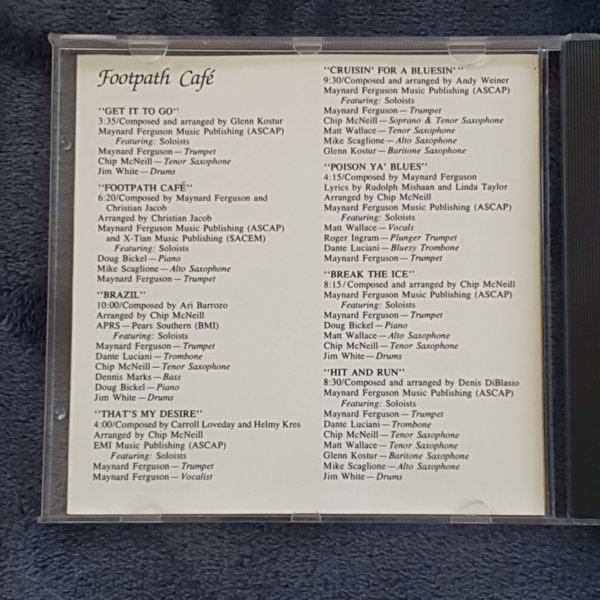 Footpath Café
"GET IT TO GO"
3:35/Composed and arranged by Glenn Kostur
Maynard Ferguson Music Publishing (ASCAP)
Featuring: Soloists
Maynard Ferguson—Trumpet
Chip McNeill—Tenor Saxophone
Jim White—Drums
"FOOTPATH CAFÉ"
6:20/Composed by Maynard Ferguson and
Christian Jacob
Arranged by Christian Jacob
Maynard Ferguson Music Publishing (ASCAP)
and X-Tian Music Publishing (SACEM)
Featuring: Soloists
Doug Bickel—Piano
Mike Scaglione—Alto Saxophone
Maynard Ferguson—Trumpet
"BRAZIL"
10:00/Composed by Ari Barrozo
Arranged by Chip McNeill
APRS—Pears Southern (BMI)
Featuring: Soloists
Maynard Ferguson—Trumpet
Dante Luciani—Trombone
Chip McNeill—Tenor Saxophone
Dennis Marks—Bass
Doug Bickel—Piano
Jim White—Drums
"THAT'S MY DESIRE"
4:00/Composed by Carroll Loveday and Helmy Kres
Arranged by Chip McNeill
EMI Music Publishing (ASCAP)
Featuring: Soloists
Maynard Ferguson—Trumpet
Maynard Ferguson—Vocalist
"CRUISIN' FOR A BLUESIN'"
9:30/Composed and arranged by Andy Weiner
Maynard Ferguson Music Publishing (ASCAP)
Featuring: Soloists
Maynard Ferguson—Trumpet
Chip McNeill—Soprano & Tenor Saxophone
Matt Wallace—Tenor Saxophone
Mike Scaglione—Alto Saxophone
Glenn Kostur—Baritone Saxophone
"POISON YA' BLUES"
4:15/Composed by Maynard Ferguson
Lyrics by Rudolph Mishaan and Linda Taylor
Arranged by Chip McNeill
Maynard Ferguson Music Publishing (ASCAP)
Featuring: Soloists
Matt Wallace—Vocals
Roger Ingram—Plunger Trumpet
Dante Luciani—Bluesy Trombone
Maynard Ferguson—Trumpet
"BREAK THE ICE"
8:15/Composed and arranged by Chip McNeill
Maynard Ferguson Music Publishing (ASCAP)
Featuring: Soloists
Maynard Ferguson—Trumpet
Doug Bickel—Piano
Matt Wallace—Alto Saxophone
Chip McNeill—Tenor Saxophone
Jim White—Drums
"HIT AND RUN"
8:30/Composed and arranged by Denis DiBlasio
Maynard Ferguson Music Publishing (ASCAP)
Featuring: Soloists
Maynard Ferguson—Trumpet
Dante Luciani—Trombone
Chip McNeill—Tenor Saxophone
Matt Wallace—Tenor Saxophone
Glenn Kostur—Baritone Saxophone
Mike Scaglione—Alto Saxophone
Jim White—Drums